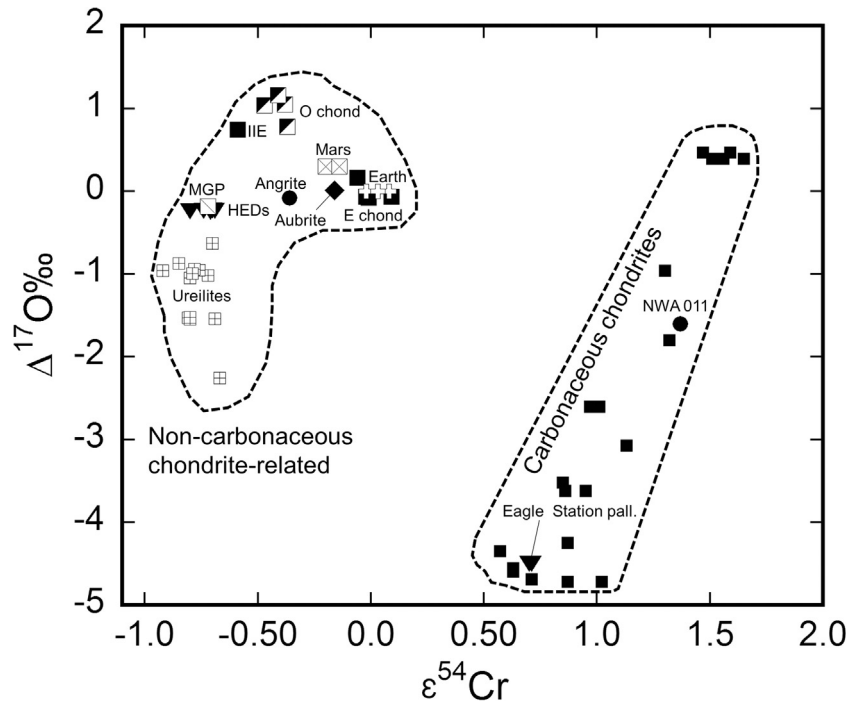 2
1
0
-1
-2
-3
-4
-5
Δ¹⁷O‰
O chond
IIE
Mars
Earth
Angrite
MGP
HEDs
Aubrite
E chond
Ureilites
Non-carbonaceous
chondrite-related
Carbonaceous chondrites
NWA 011
Eagle Station pall.
-1.0
-0.50
0.0
0.50
1.0
1.5
2.0
ε⁵⁴Cr